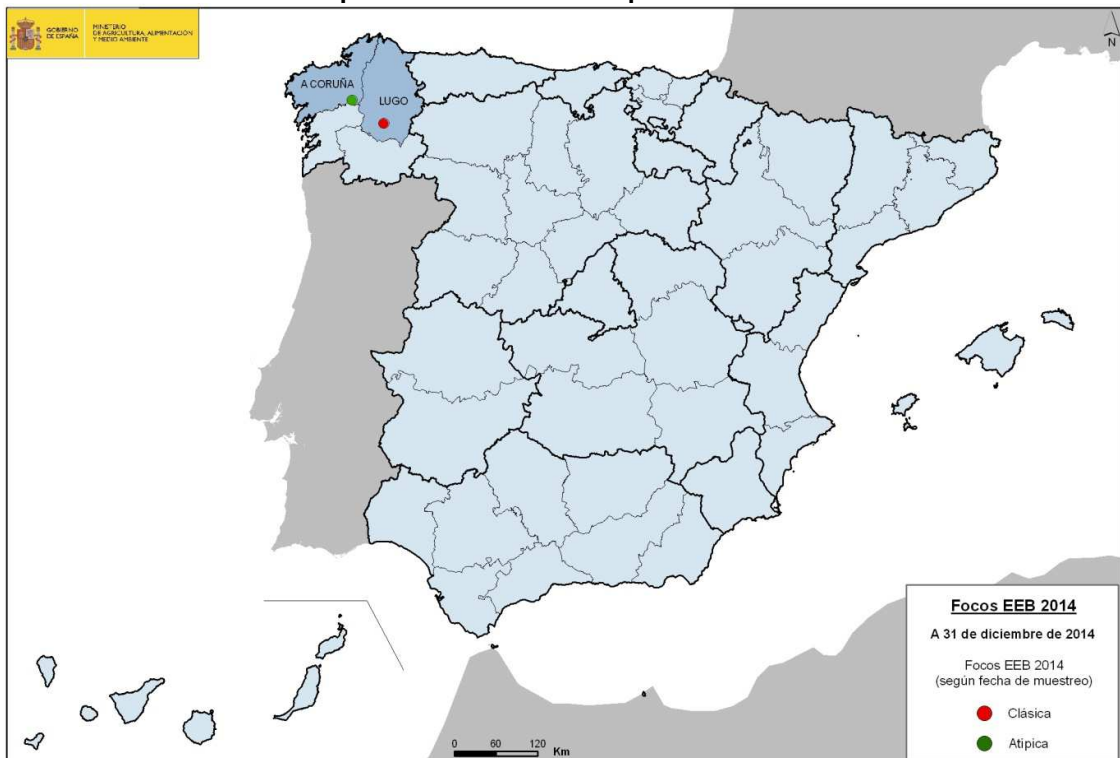 GOBIERNO
DE ESPAÑA
MINISTERIO
DE AGRICULTURA, ALIMENTACIÓN
Y MEDIO AMBIENTE
N
A CORUÑA
LUGO
0 60 120 Km
Focos EEB 2014
A 31 de diciembre de 2014
Focos EEB 2014
(según fecha de muestreo)
Clásica
Atipica